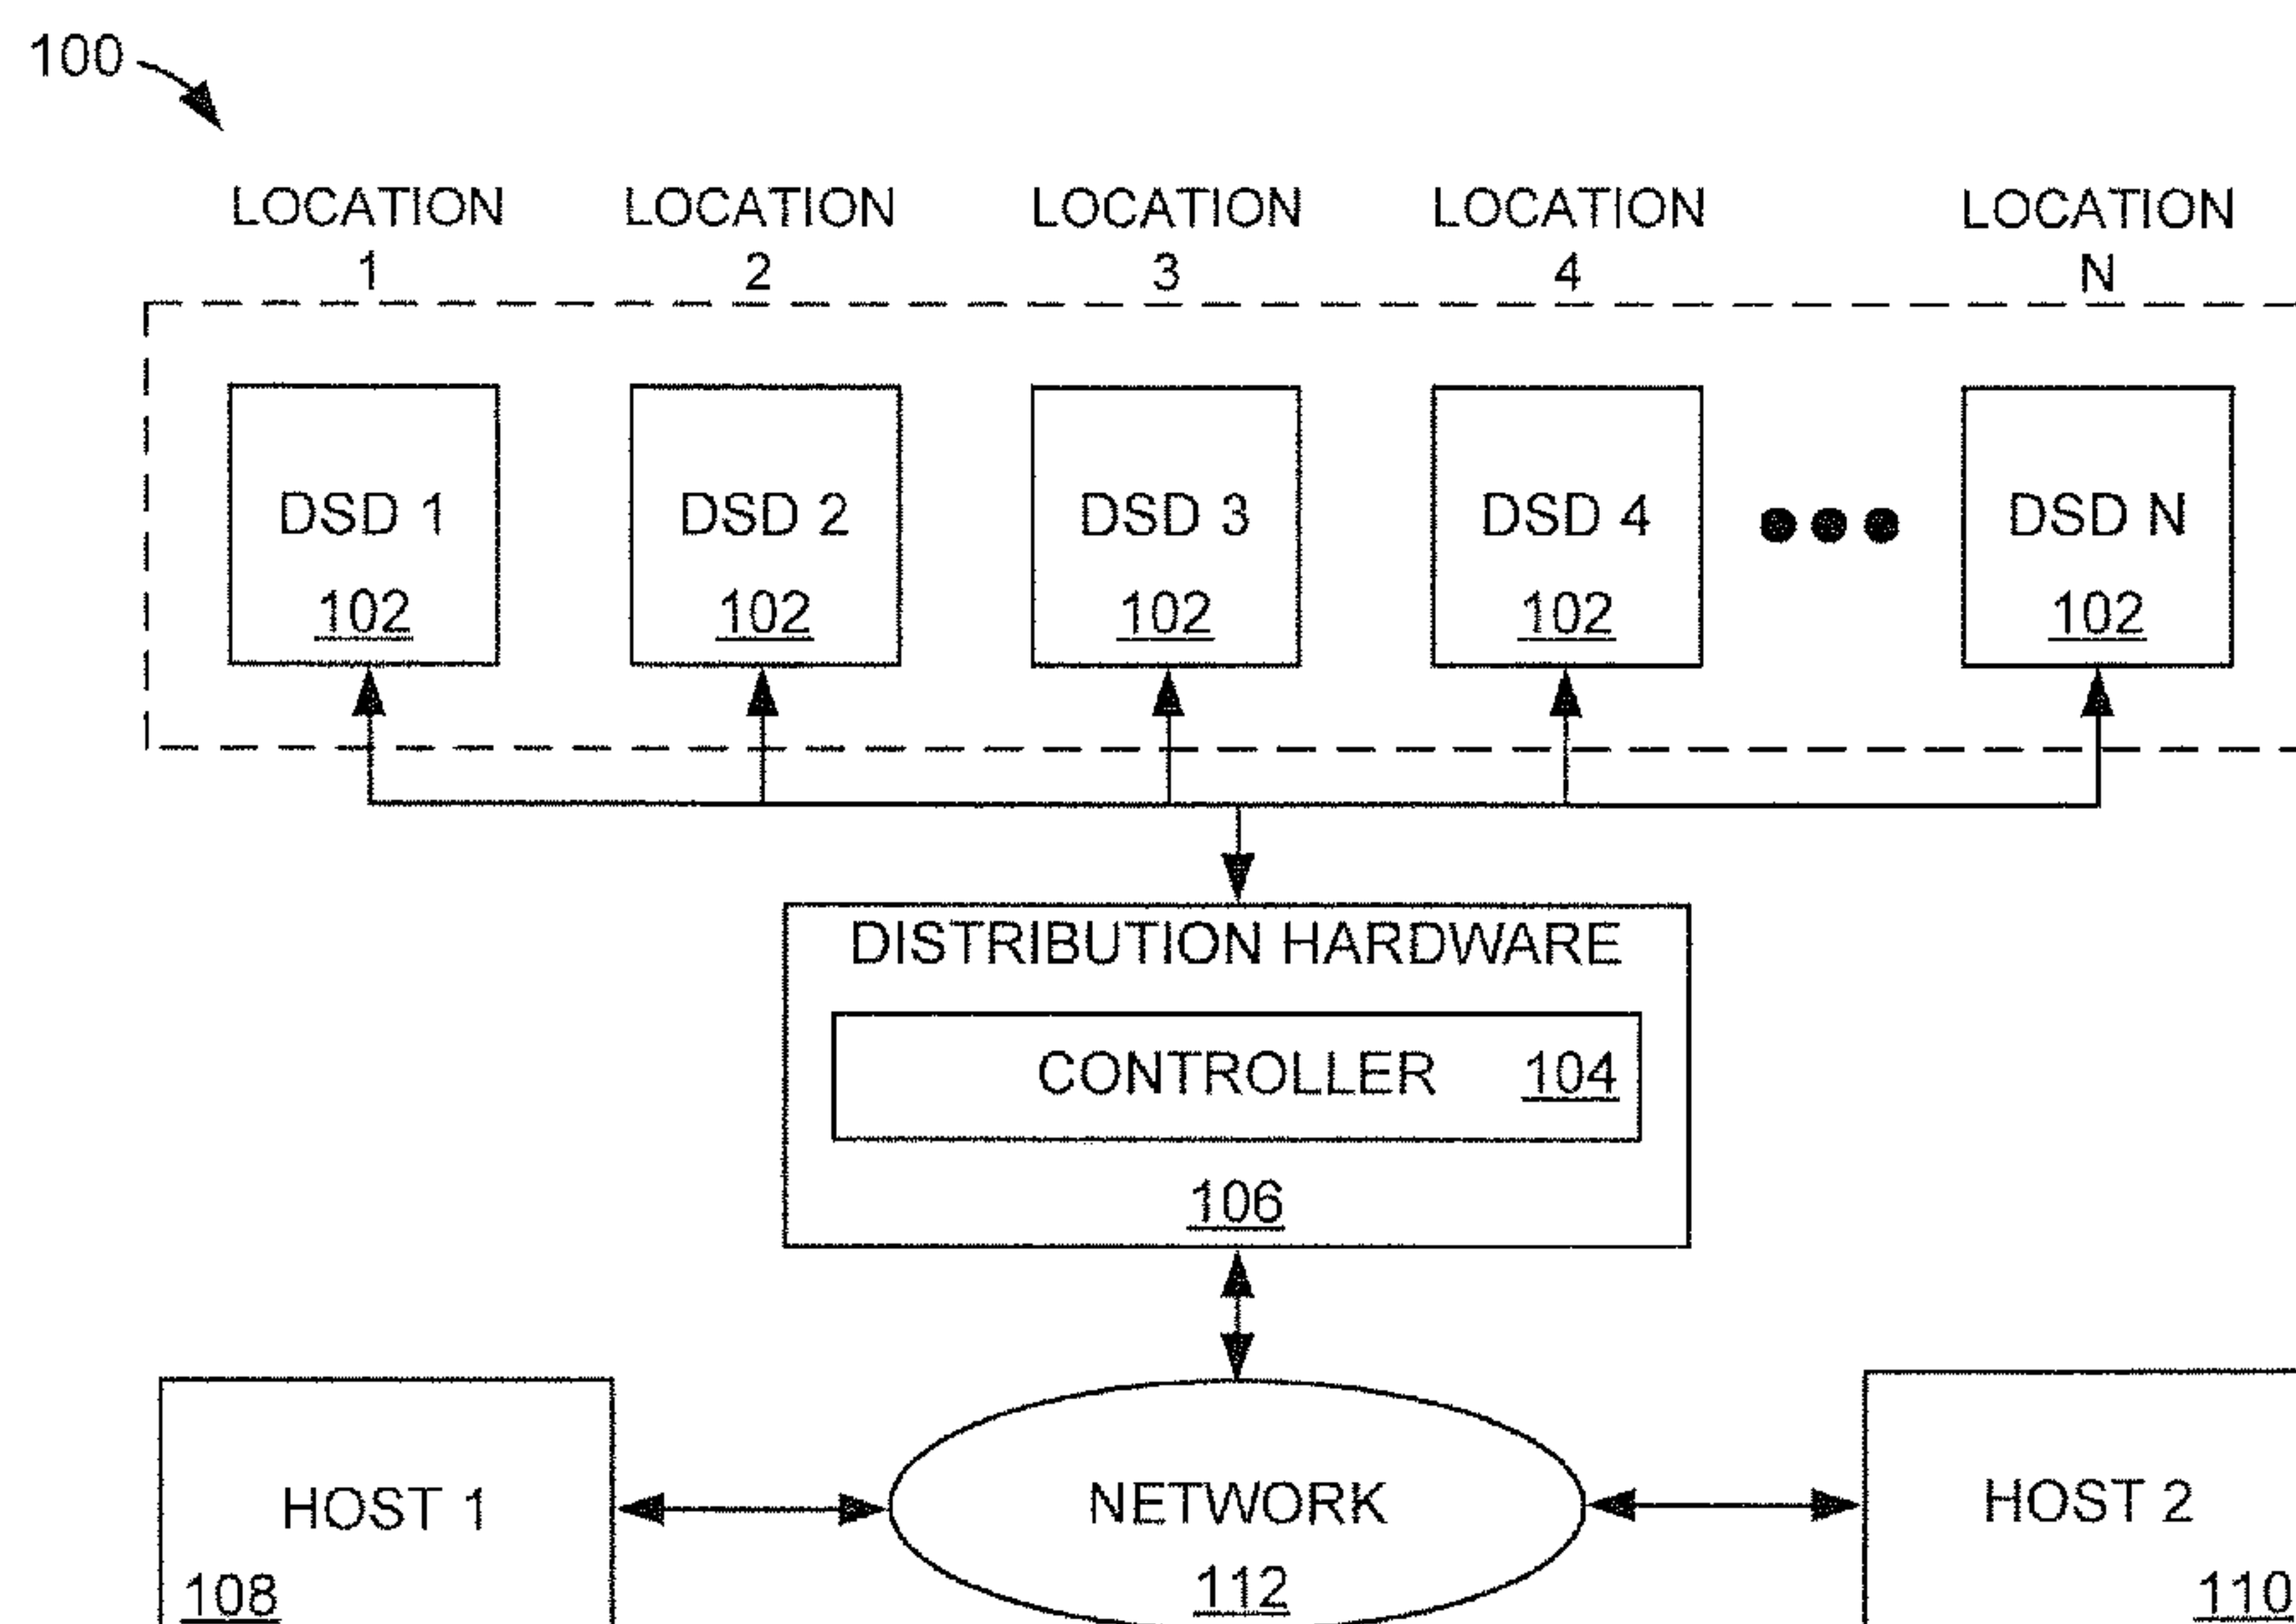 100
LOCATION LOCATION LOCATION LOCATION LOCATION
1 2 3 4 N
DSD 1 DSD 2 DSD 3 DSD 4 DSD N
102 102 102 102 102
DISTRIBUTION HARDWARE
CONTROLLER 104
106
HOST 1 NETWORK HOST 2
108 112 110